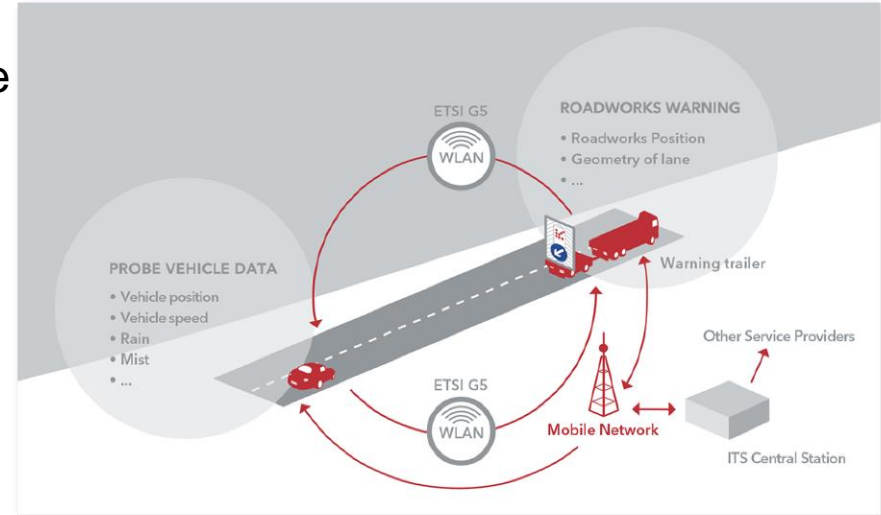 e
ETSI G5
WLAN
ROADWORKS WARNING
• Roadworks Position
• Geometry of lane
• ...
PROBE VEHICLE DATA
• Vehicle position
• Vehicle speed
• Rain
• Mist
• ...
Warning trailer
Other Service Providers
ETSI G5
WLAN
Mobile Network
ITS Central Station